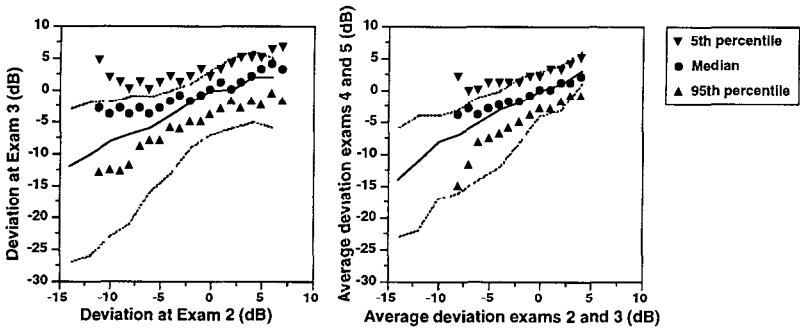 10
5
0
-5
-10
-15
-20
-25
-30
Deviation at Exam 3 (dB)
-15 -10 -5 0 5 10
Deviation at Exam 2 (dB)
10
5
0
-5
-10
-15
-20
-25
-30
Average deviation exams 4 and 5 (dB)
-15 -10 -5 0 5 10
Average deviation exams 2 and 3 (dB)
5th percentile
Median
95th percentile